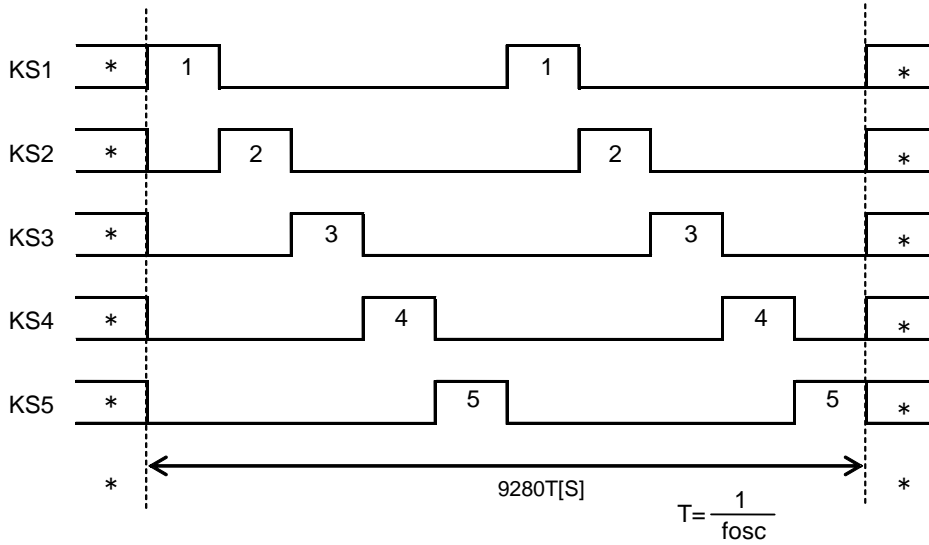 KS1 * 1 1 *
KS2 * 2 2 *
KS3 * 3 3 *
KS4 * 4 4 *
KS5 * 5 5 *
* 9280T[S] *
T= 1
fosc